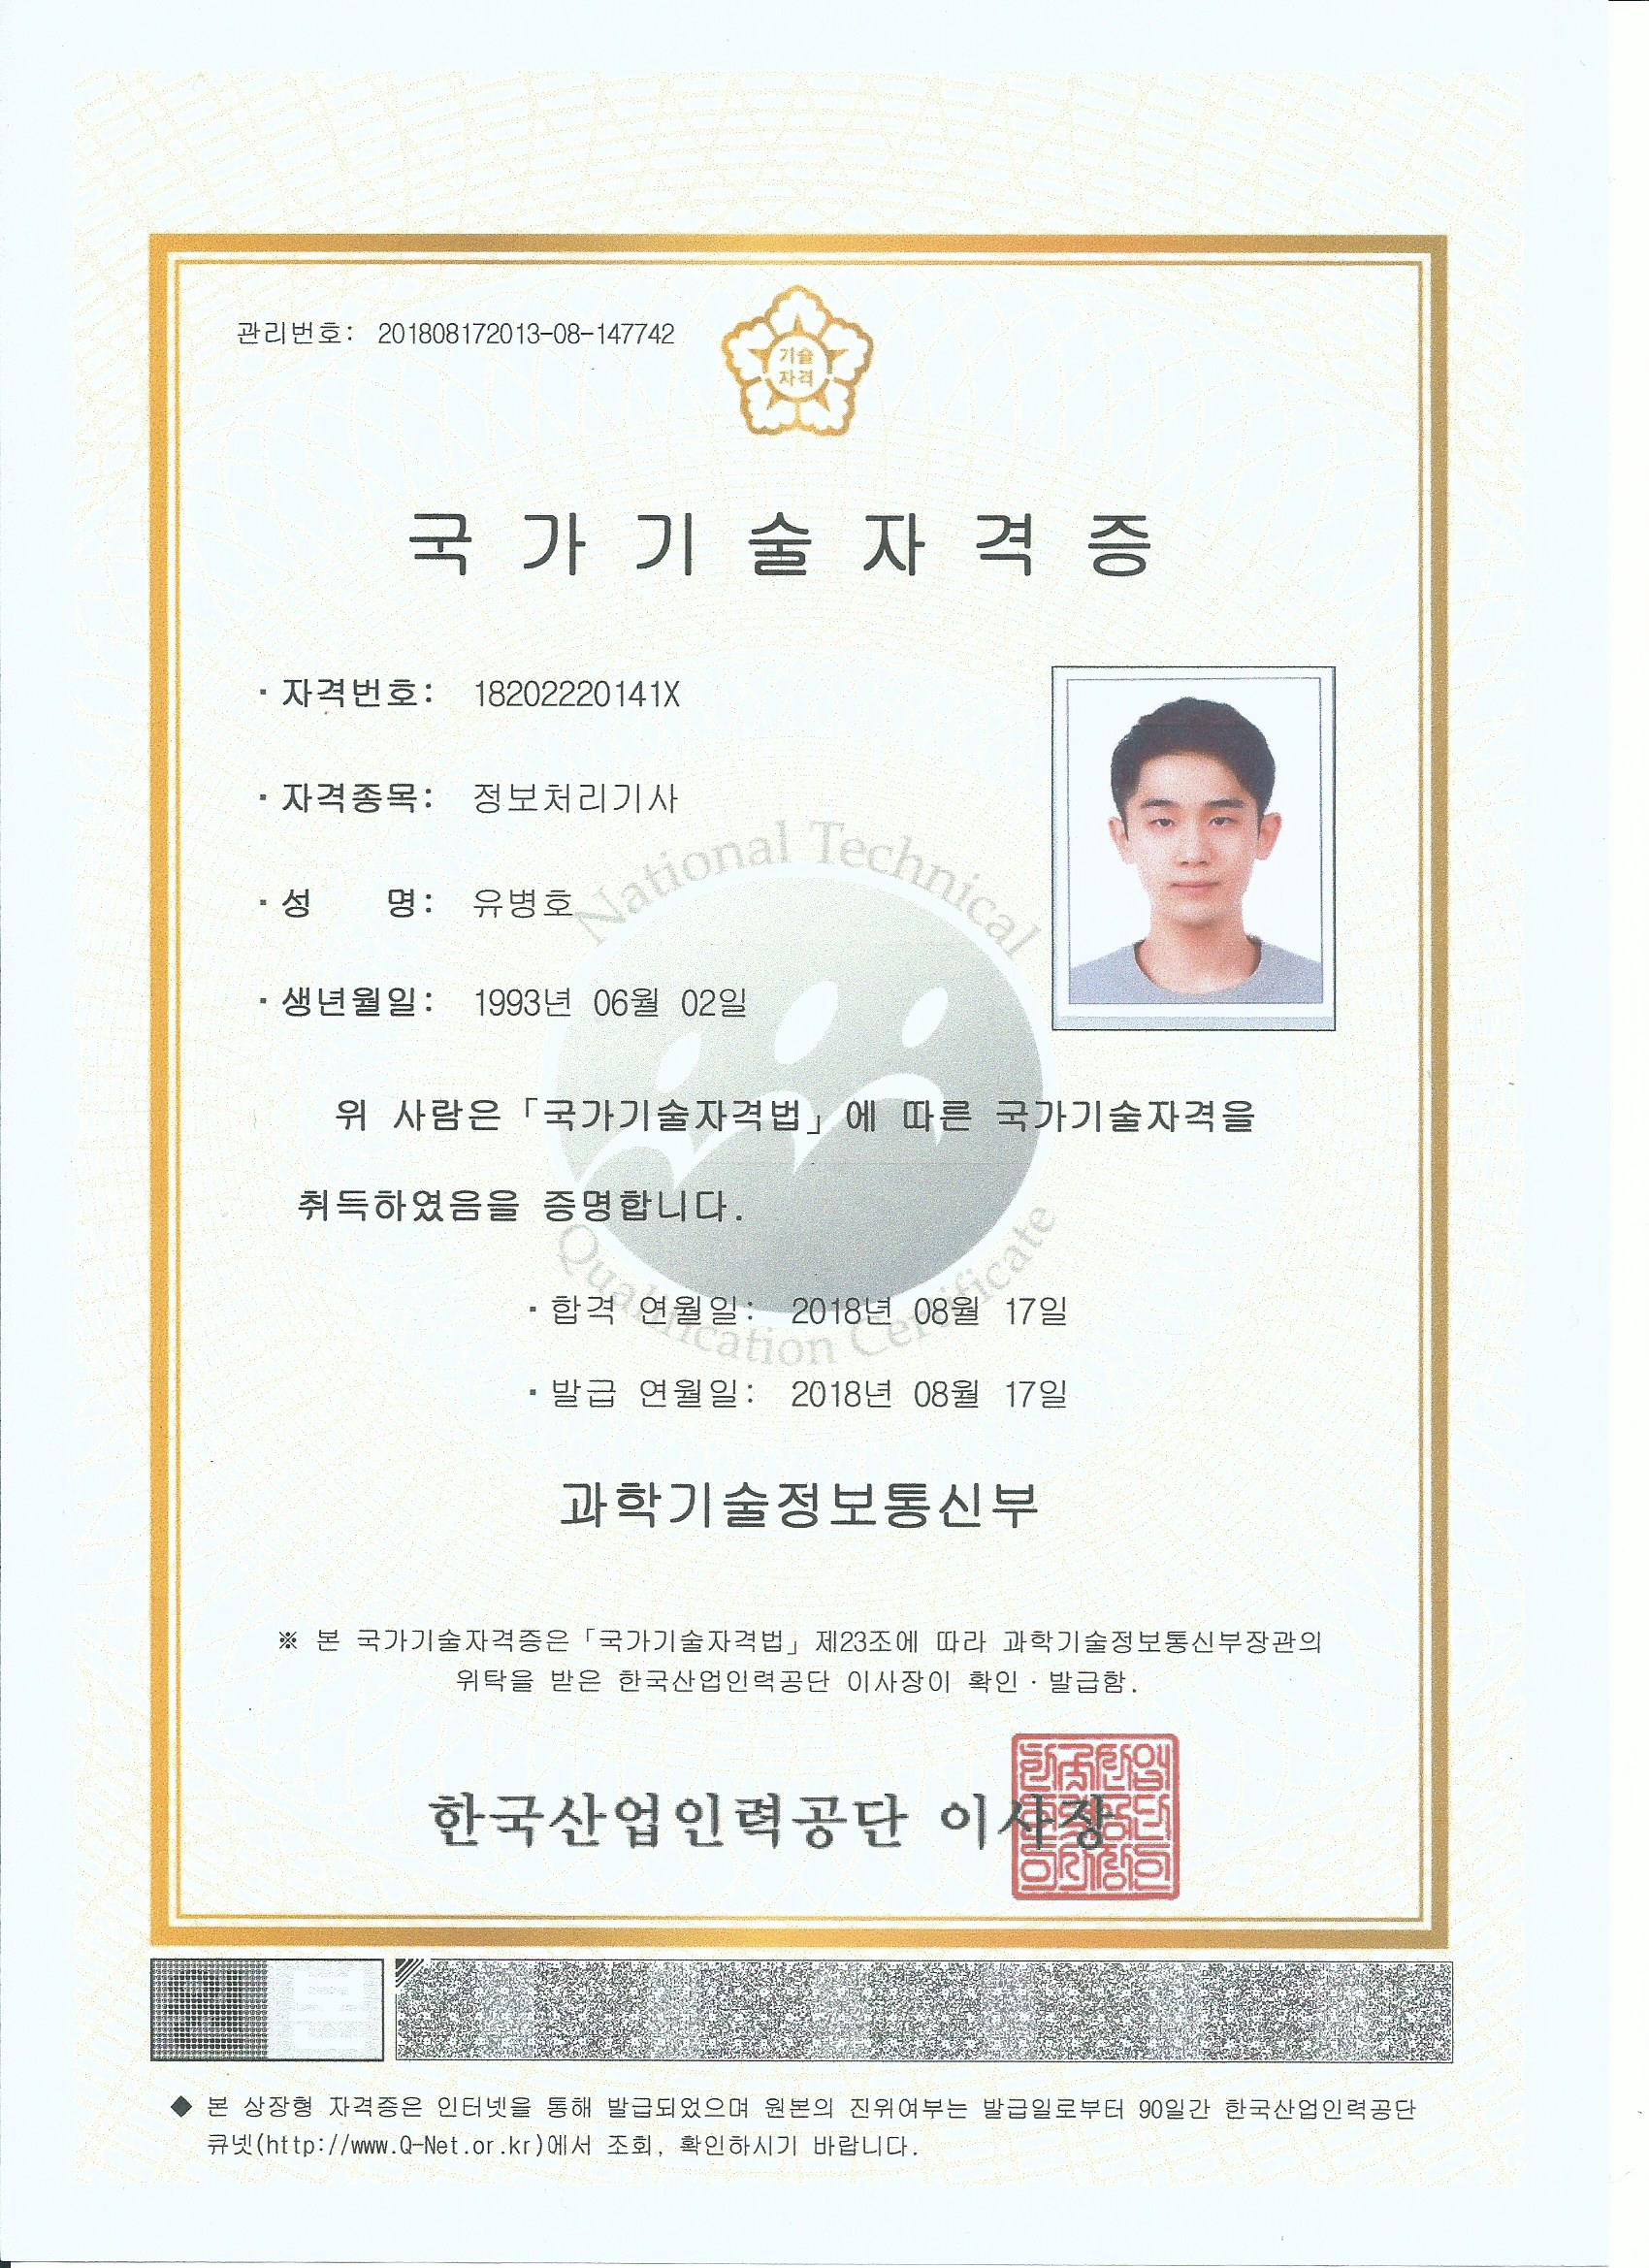 관리번호: 201808172013-08-147742
기술
자격
국가기술자격증
· 자격번호: 18202220141X
· 자격종목: 정보처리기사
· 성 명: 유병호
· 생년월일: 1993년 06월 02일
National Technical
위 사람은「국가기술자격법」에 따른 국가기술자격을
취득하였음을 증명합니다.
Qualification Certificate
· 합격 연월일: 2018년 08월 17일
· 발급 연월일: 2018년 08월 17일
과학기술정보통신부
※ 본 국가기술자격증은「국가기술자격법」제23조에 따라 과학기술정보통신부장관의
위탁을 받은 한국산업인력공단 이사장이 확인 · 발급함.
한국산업인력공단 이사장
◆ 본 상장형 자격증은 인터넷을 통해 발급되었으며 원본의 진위여부는 발급일로부터 90일간 한국산업인력공단
큐넷(http://www.Q-Net.or.kr)에서 조회, 확인하시기 바랍니다.